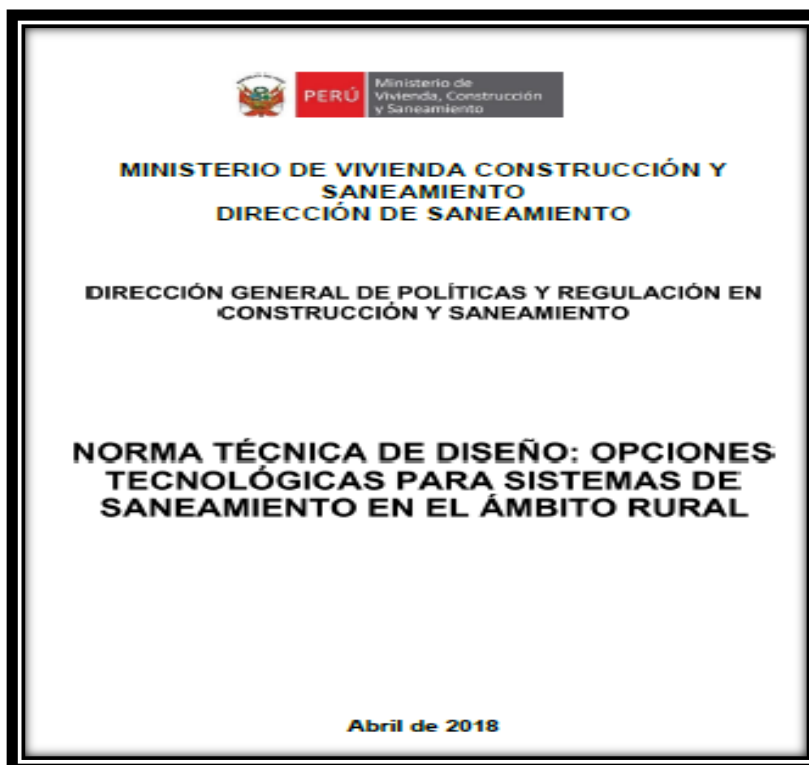 PERÚ
Ministerio de
Vivienda, Construcción
y Saneamiento
MINISTERIO DE VIVIENDA CONSTRUCCIÓN Y
SANEAMIENTO
DIRECCIÓN DE SANEAMIENTO
DIRECCIÓN GENERAL DE POLÍTICAS Y REGULACIÓN EN
CONSTRUCCIÓN Y SANEAMIENTO
NORMA TÉCNICA DE DISEÑO: OPCIONES
TECNOLÓGICAS PARA SISTEMAS DE
SANEAMIENTO EN EL ÁMBITO RURAL
Abril de 2018